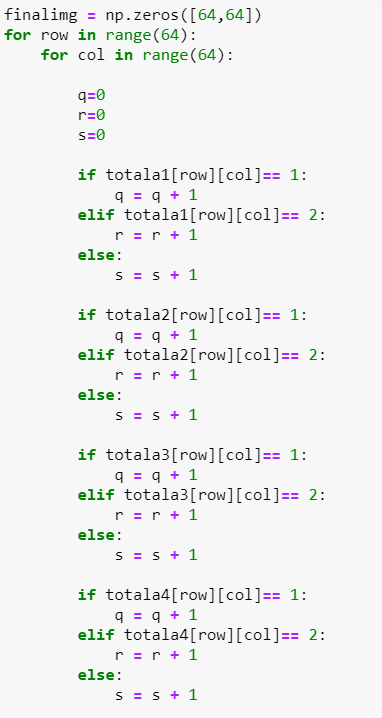 finalimg = np.zeros([64,64])
for row in range(64):
    for col in range(64):

        q=0
        r=0
        s=0

        if totala1[row][col]== 1:
            q = q + 1
        elif totala1[row][col]== 2:
            r = r + 1
        else:
            s = s + 1

        if totala2[row][col]== 1:
            q = q + 1
        elif totala2[row][col]== 2:
            r = r + 1
        else:
            s = s + 1

        if totala3[row][col]== 1:
            q = q + 1
        elif totala3[row][col]== 2:
            r = r + 1
        else:
            s = s + 1

        if totala4[row][col]== 1:
            q = q + 1
        elif totala4[row][col]== 2:
            r = r + 1
        else:
            s = s + 1